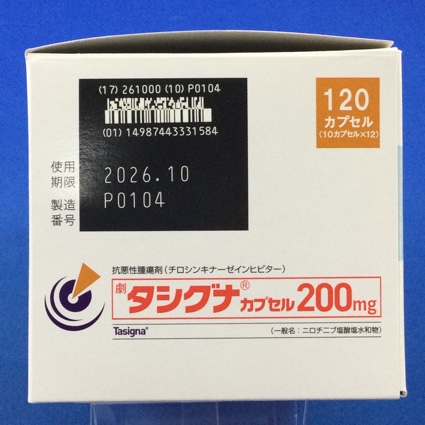 (17) 261000 (10) P0104
(01) 14987443331584
使用
期限
2026.10
製造
番号
P0104
120
カプセル
(10カプセル×12)
抗悪性腫瘍剤(チロシンキナーゼインヒビター)
劇 タシグナ®カプセル200mg
Tasigna®
(一般名:ニロチニブ塩酸塩水和物)